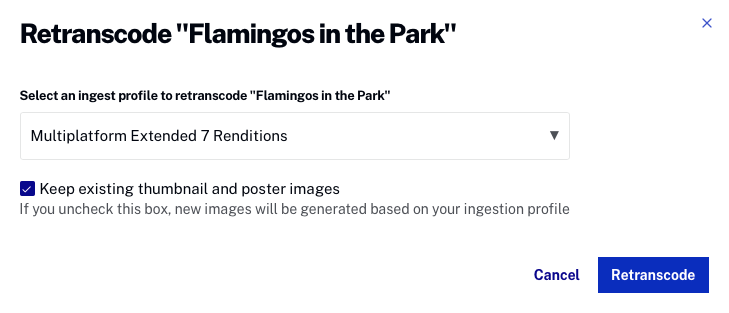 Retranscode "Flamingos in the Park"
Select an ingest profile to retranscode "Flamingos in the Park"
Multiplatform Extended 7 Renditions
Keep existing thumbnail and poster images
If you uncheck this box, new images will be generated based on your ingestion profile
Cancel Retranscode